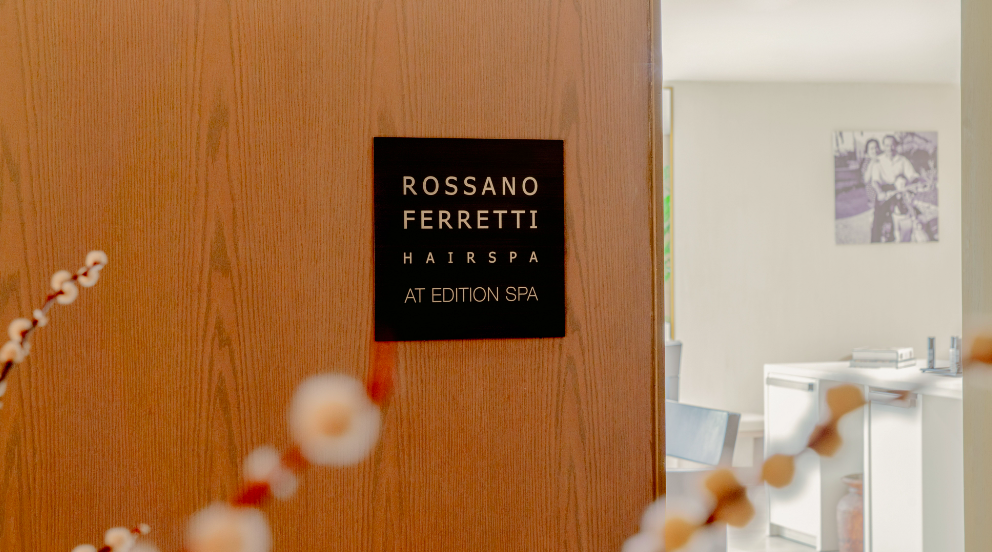 ROSSANO
FERRETTI
HAIRSPA
AT EDITION SPA